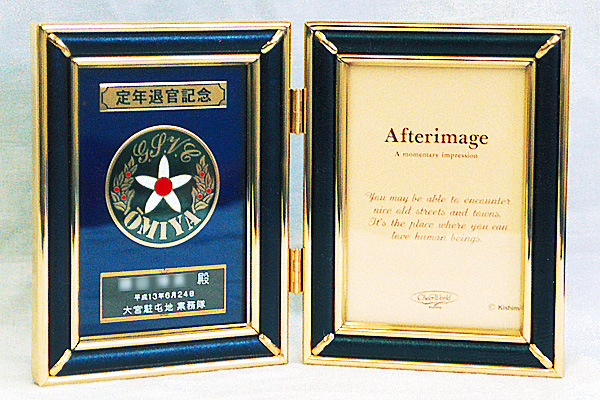 定年退官記念
G.S.V.C
ŌMIYA
殿
平成13年6月24日
大宮駐屯地 業務隊
Afterimage
A momentary impression
You may be able to encounter
nice old streets and towns.
It's the place where you can
love human beings.
© Kishima